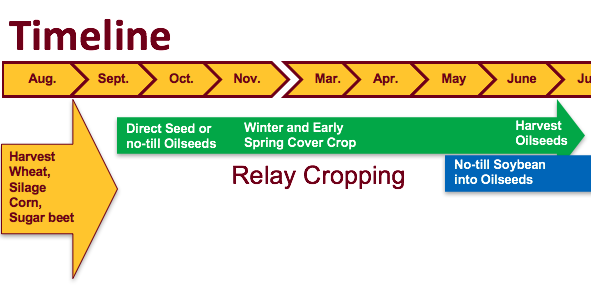 Timeline
Aug. Sept. Oct. Nov. Mar. Apr. May June Ju
Direct Seed or
no-till Oilseeds
Winter and Early
Spring Cover Crop
Harvest
Oilseeds
Harvest
Wheat,
Silage
Corn,
Sugar beet
No-till Soybean
into Oilseeds
Relay Cropping